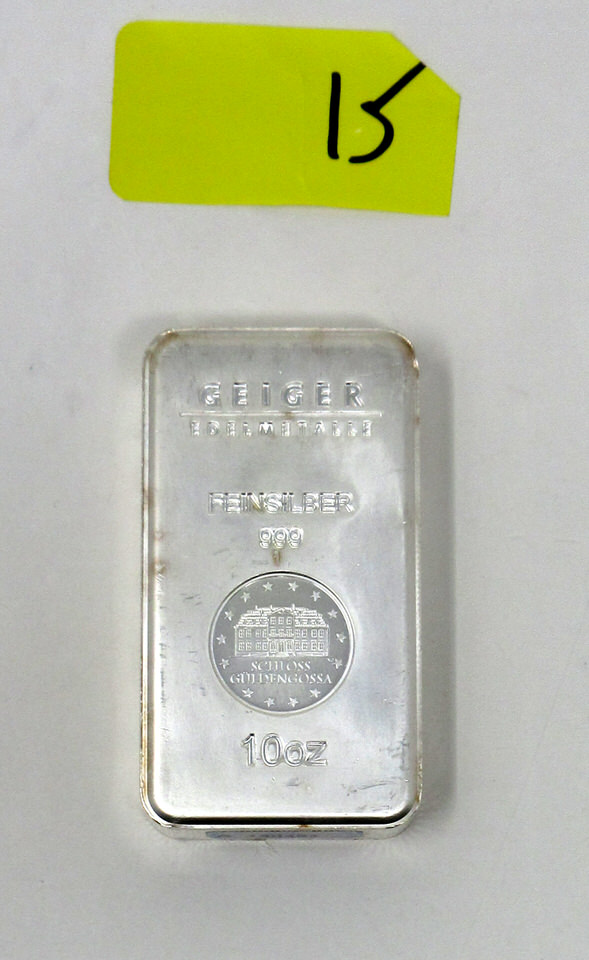 15
GEIGER
EDELMETALLE
FEINSILBER
999
SCHLOSS
GÜLDENGOSSA
10oz